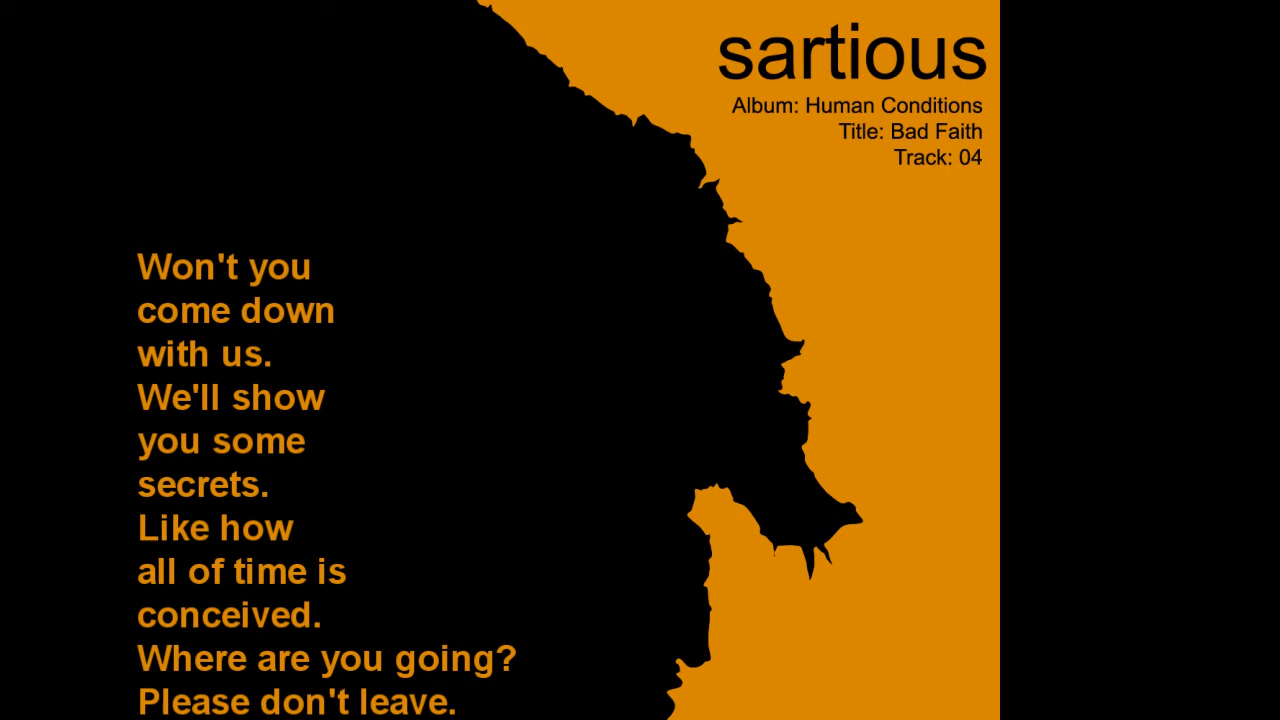 sartious
Album: Human Conditions
Title: Bad Faith
Track: 04
Won't you
come down
with us.
We'll show
you some
secrets.
Like how
all of time is
conceived.
Where are you going?
Please don't leave.